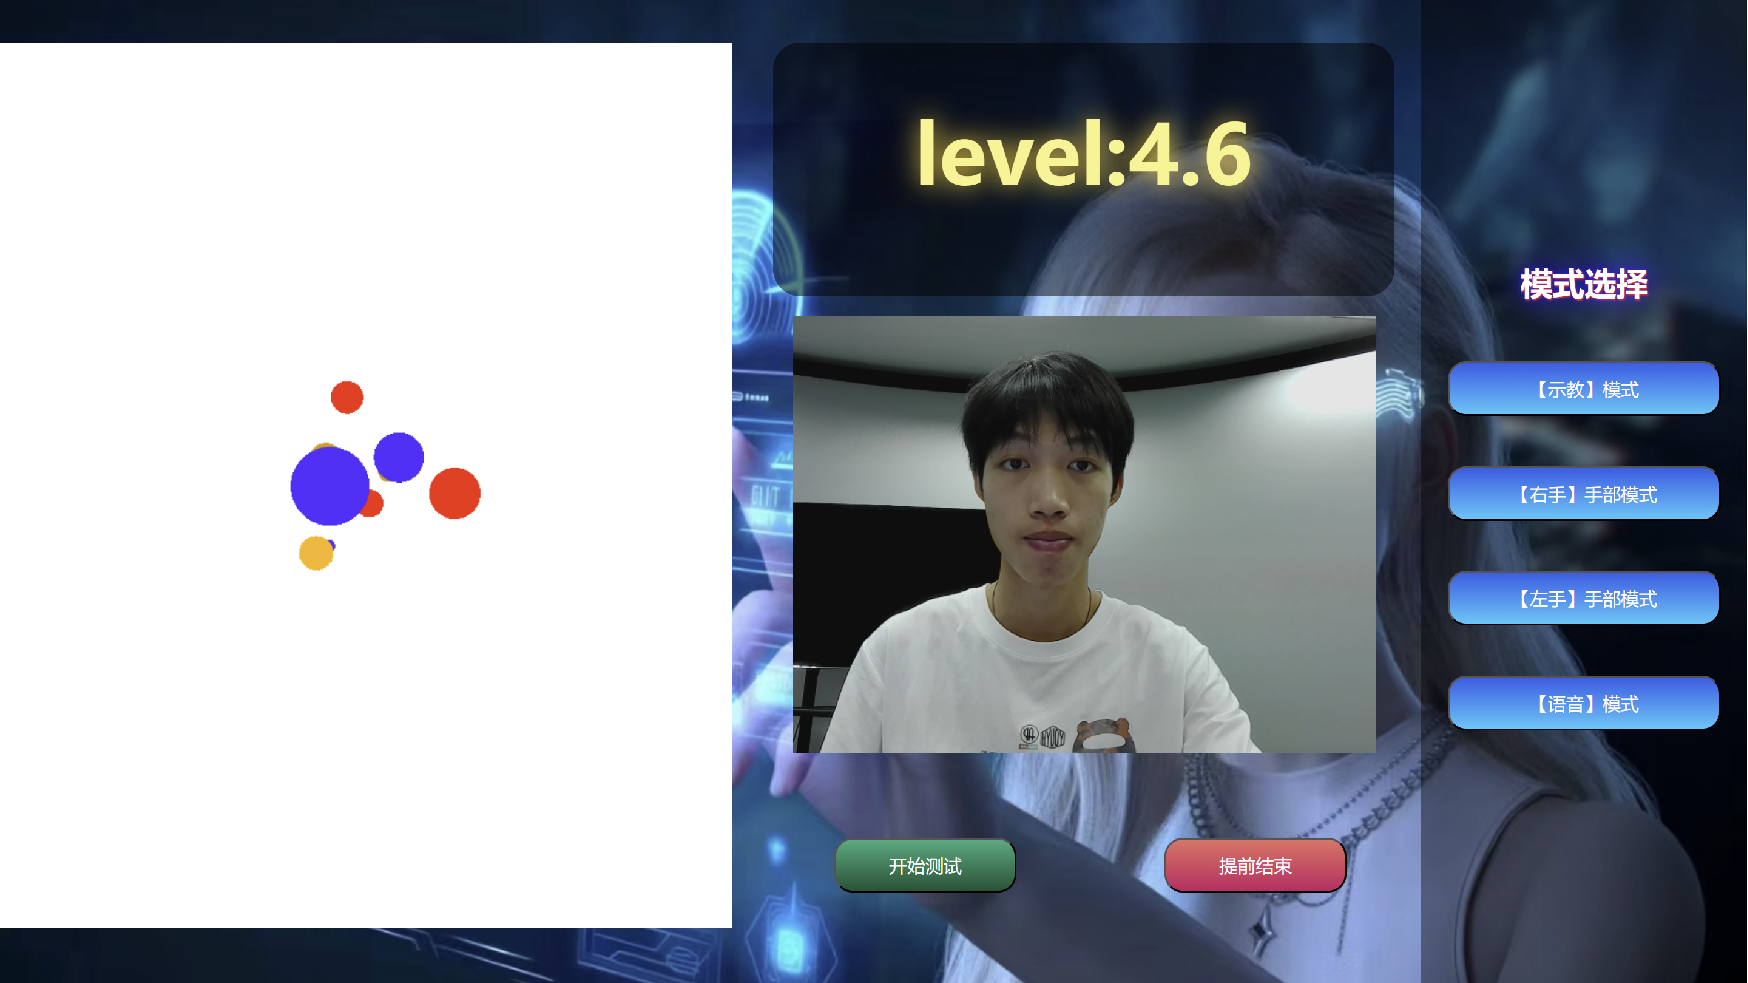 level:4.6
模式选择
【示教】模式
【右手】手部模式
【左手】手部模式
【语音】模式
开始测试
提前结束